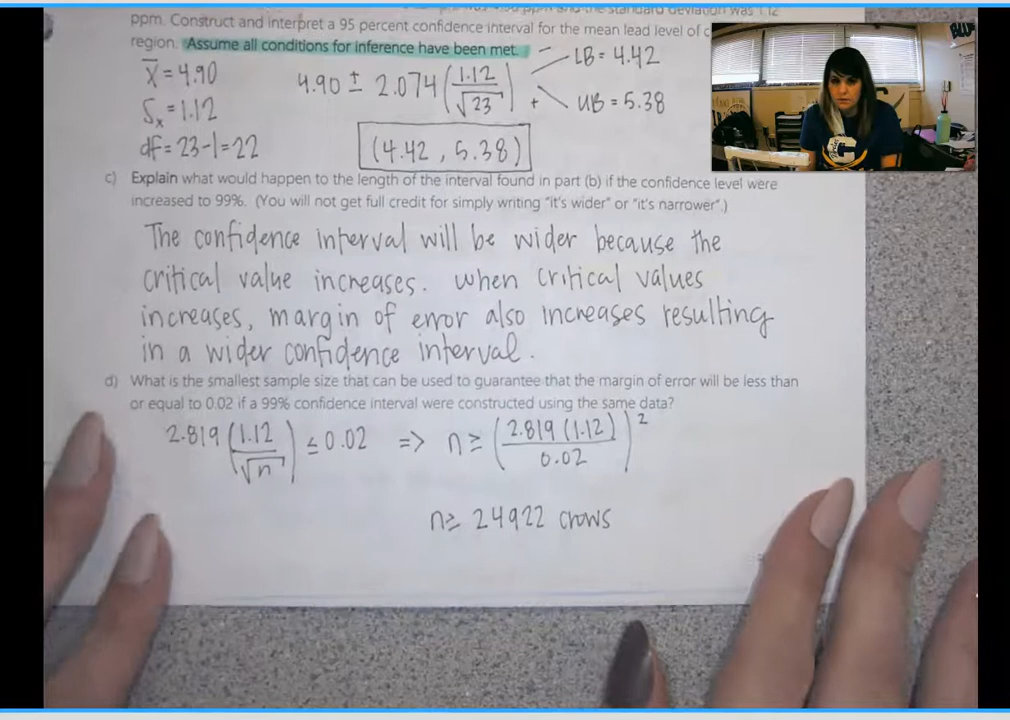 ppm. Construct and interpret a 95 percent confidence interval for the mean lead level of c
region. Assume all conditions for inference have been met.
x̄ = 4.90
Sₓ = 1.12
df = 23-1 = 22
4.90 ± 2.074 (1.12/√23)
- LB = 4.42
+ UB = 5.38
(4.42, 5.38)
c) Explain what would happen to the length of the interval found in part (b) if the confidence level were
increased to 99%. (You will not get full credit for simply writing "it's wider" or "it's narrower".)
The confidence interval will be wider because the
critical value increases. when critical values
increases, margin of error also increases resulting
in a wider confidence interval.
d) What is the smallest sample size that can be used to guarantee that the margin of error will be less than
or equal to 0.02 if a 99% confidence interval were constructed using the same data?
2.819 (1.12/√n) ≤ 0.02 => n ≥ (2.819 (1.12)/0.02)²
n ≥ 24922 crows
G